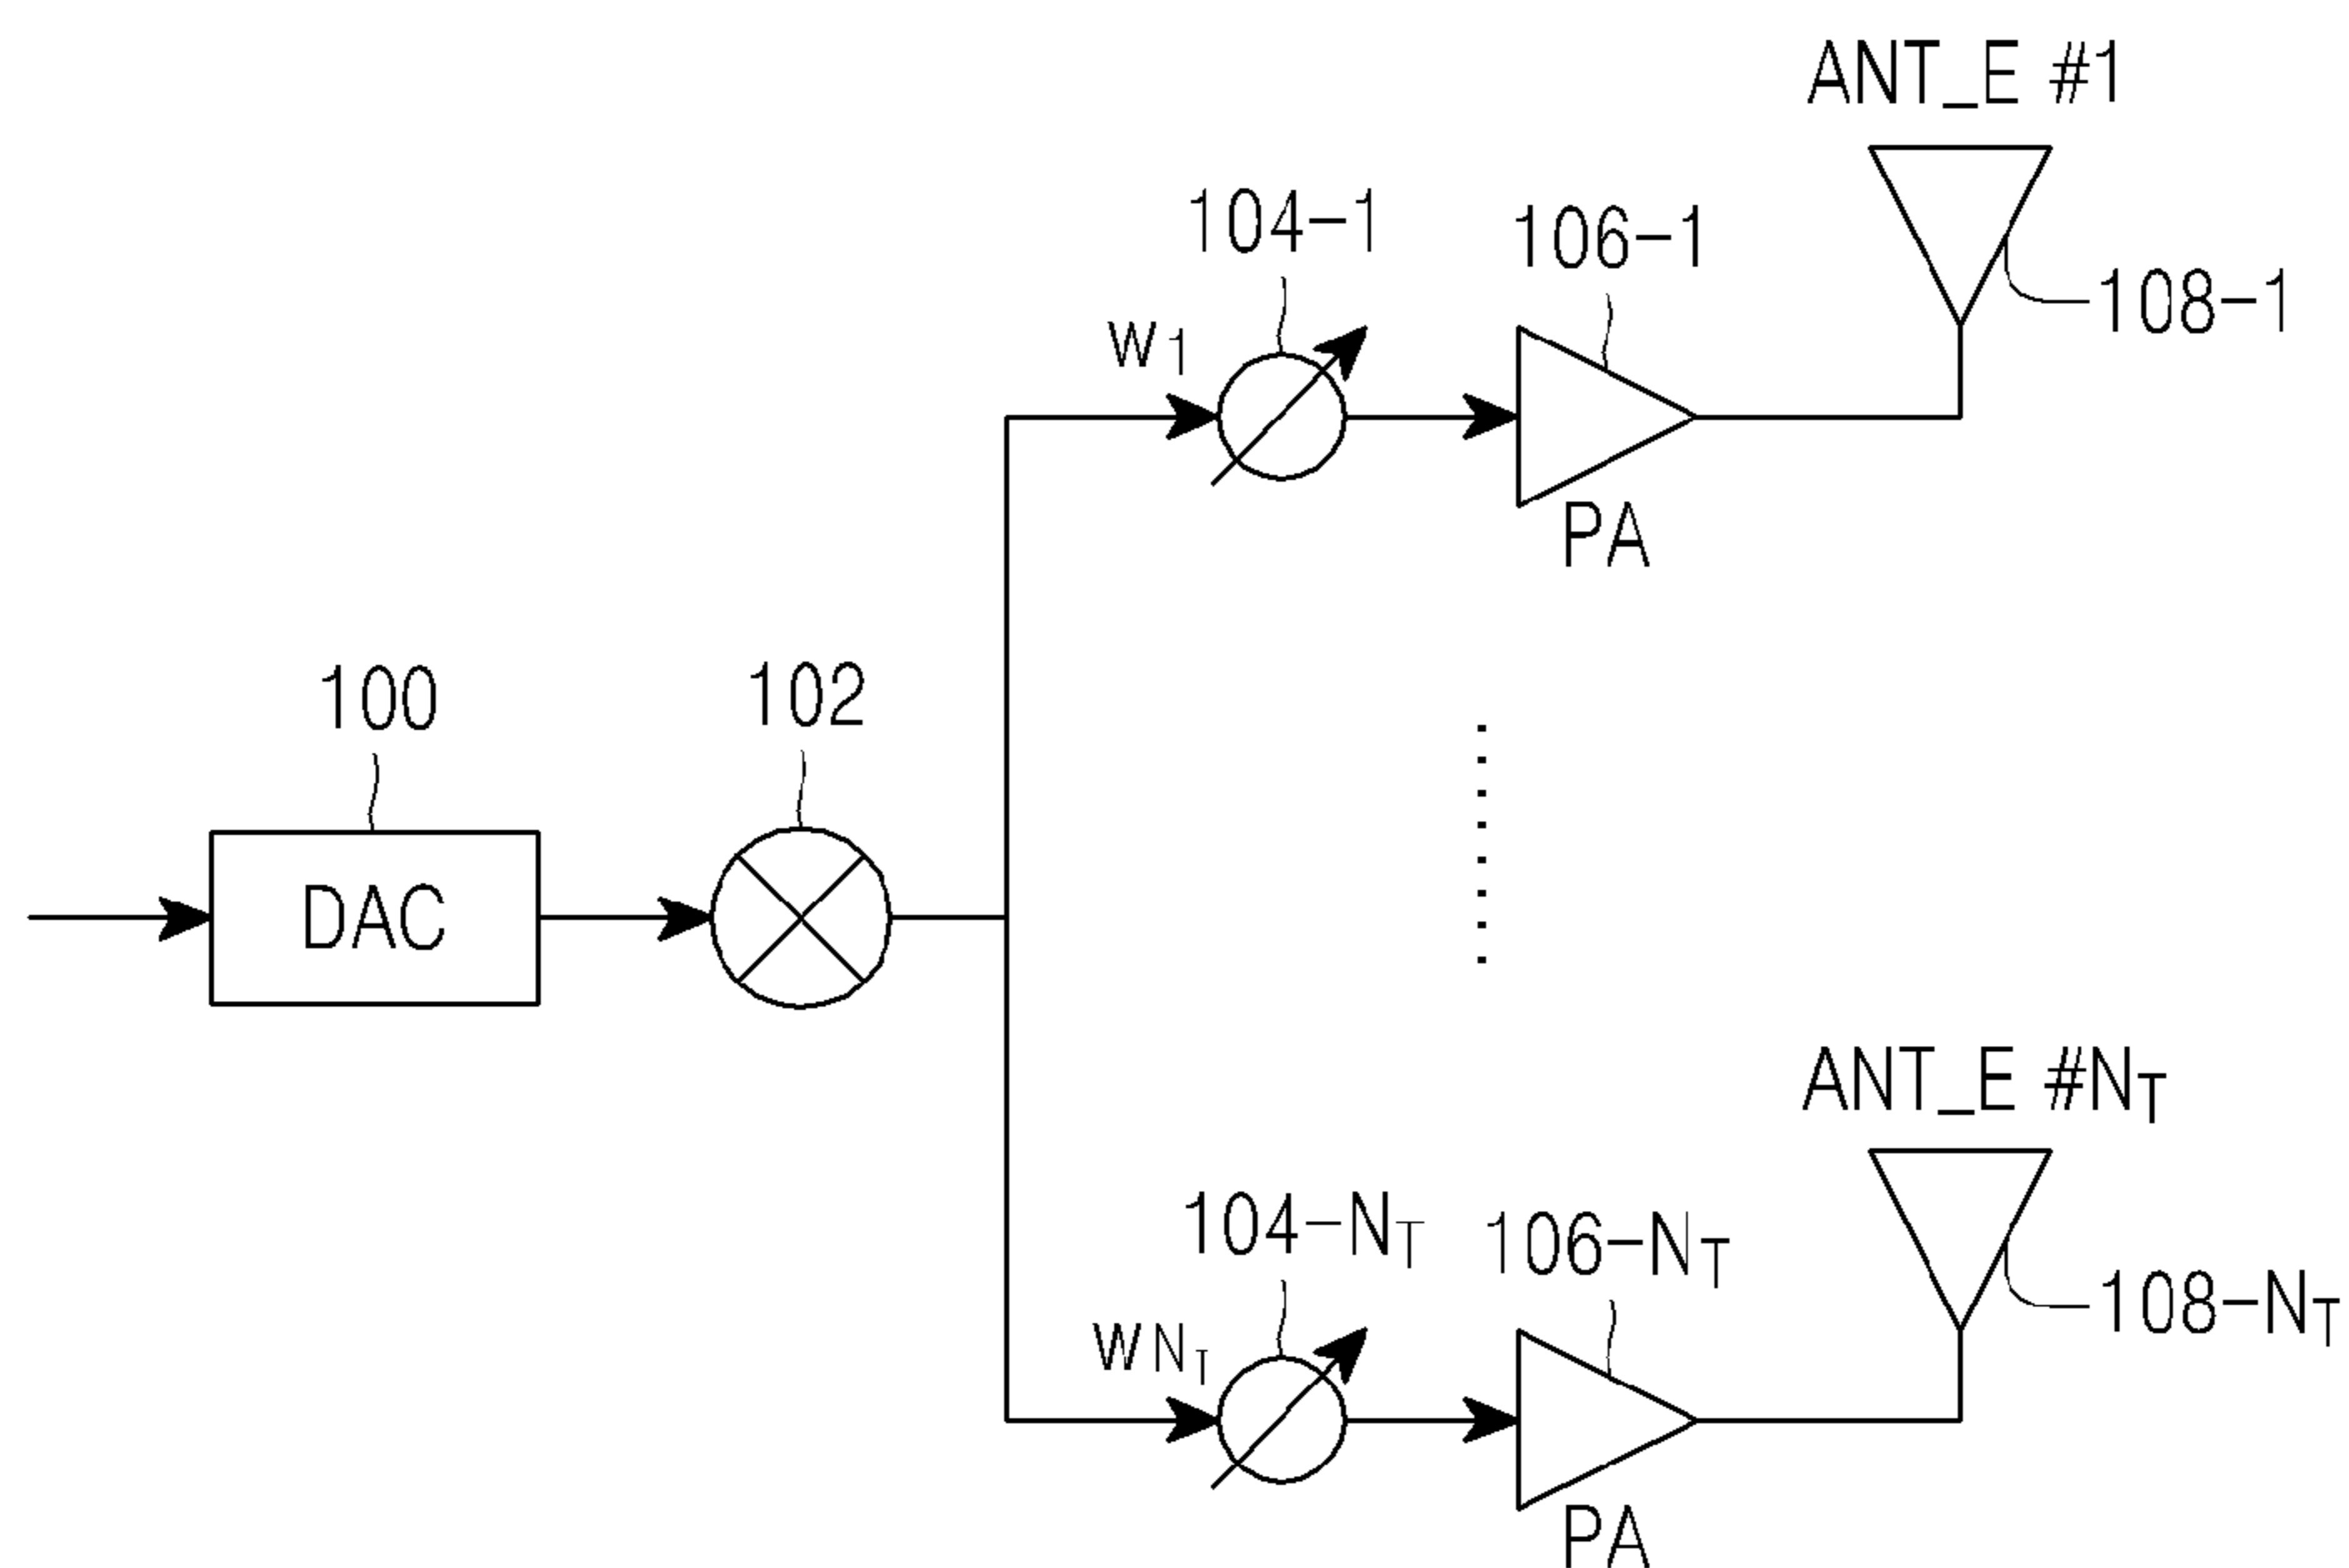 ANT_E #1
104-1
106-1
108-1
W1
PA
100
102
DAC
ANT_E #NT
104-NT
106-NT
108-NT
WNT
PA